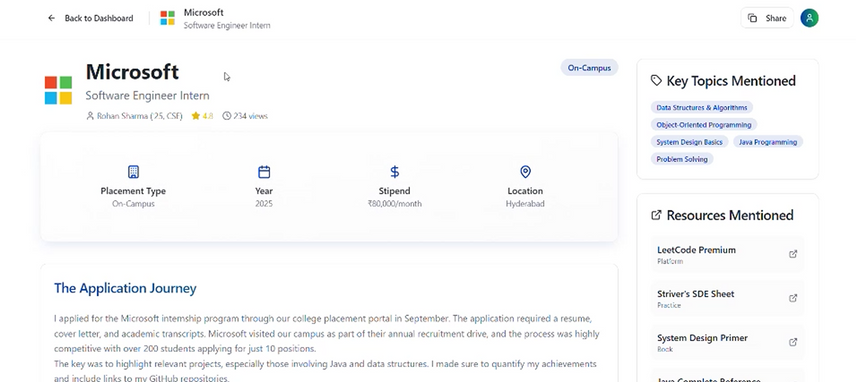 Back to Dashboard
Microsoft
Software Engineer Intern
Share
Microsoft
Software Engineer Intern
Rohan Sharma ('25, CSE)
4.8
234 views
On-Campus
Placement Type
On-Campus
Year
2025
Stipend
₹80,000/month
Location
Hyderabad
The Application Journey
I applied for the Microsoft internship program through our college placement portal in September. The application required a resume,
cover letter, and academic transcripts. Microsoft visited our campus as part of their annual recruitment drive, and the process was highly
competitive with over 200 students applying for just 10 positions.
The key was to highlight relevant projects, especially those involving Java and data structures. I made sure to quantify my achievements
and include links to my GitHub repositories.
Key Topics Mentioned
Data Structures & Algorithms
Object-Oriented Programming
System Design Basics
Java Programming
Problem Solving
Resources Mentioned
LeetCode Premium
Platform
Striver's SDE Sheet
Practice
System Design Primer
Book
Java Complete Reference